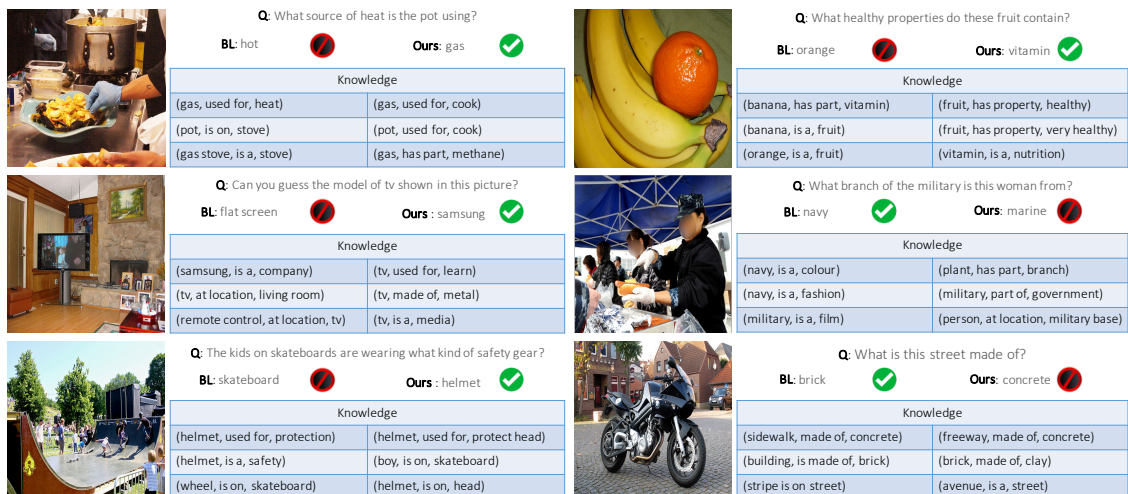 Q: What source of heat is the pot using?
BL: hot Ours: gas
Knowledge
(gas, used for, heat) (gas, used for, cook)
(pot, is on, stove) (pot, used for, cook)
(gas stove, is a, stove) (gas, has part, methane)
Q: What healthy properties do these fruit contain?
BL: orange Ours: vitamin
Knowledge
(banana, has part, vitamin) (fruit, has property, healthy)
(banana, is a, fruit) (fruit, has property, very healthy)
(orange, is a, fruit) (vitamin, is a, nutrition)
Q: Can you guess the model of tv shown in this picture?
BL: flat screen Ours : samsung
Knowledge
(samsung, is a, company) (tv, used for, learn)
(tv, at location, living room) (tv, made of, metal)
(remote control, at location, tv) (tv, is a, media)
Q: What branch of the military is this woman from?
BL: navy Ours: marine
Knowledge
(navy, is a, colour) (plant, has part, branch)
(navy, is a, fashion) (military, part of, government)
(military, is a, film) (person, at location, military base)
Q: The kids on skateboards are wearing what kind of safety gear?
BL: skateboard Ours : helmet
Knowledge
(helmet, used for, protection) (helmet, used for, protect head)
(helmet, is a, safety) (boy, is on, skateboard)
(wheel, is on, skateboard) (helmet, is on, head)
Q: What is this street made of?
BL: brick Ours: concrete
Knowledge
(sidewalk, made of, concrete) (freeway, made of, concrete)
(building, is made of, brick) (brick, made of, clay)
(stripe is on street) (avenue, is a, street)